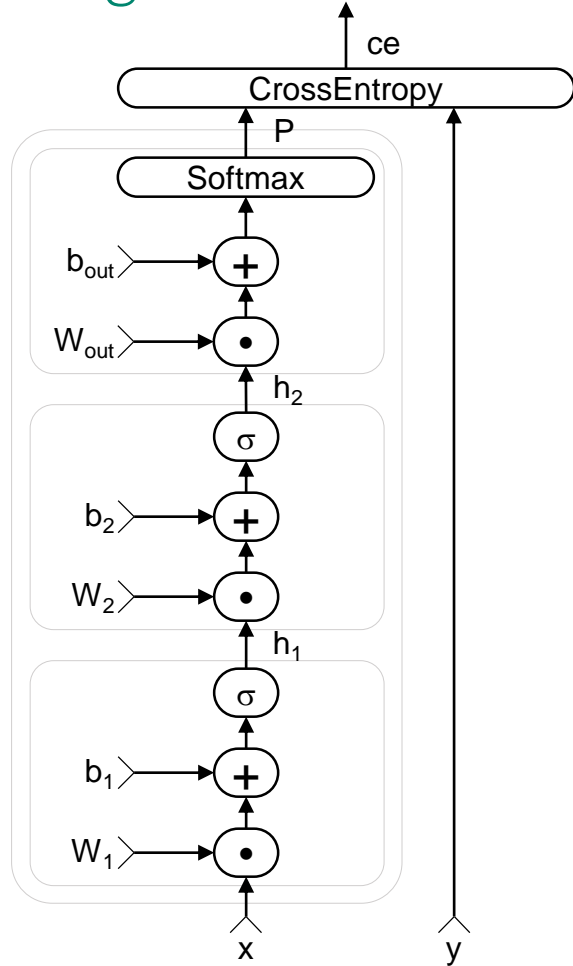 ce
CrossEntropy
P
Softmax
b_out
+
W_out
•
h_2
σ
b_2
+
W_2
•
h_1
σ
b_1
+
W_1
•
x y